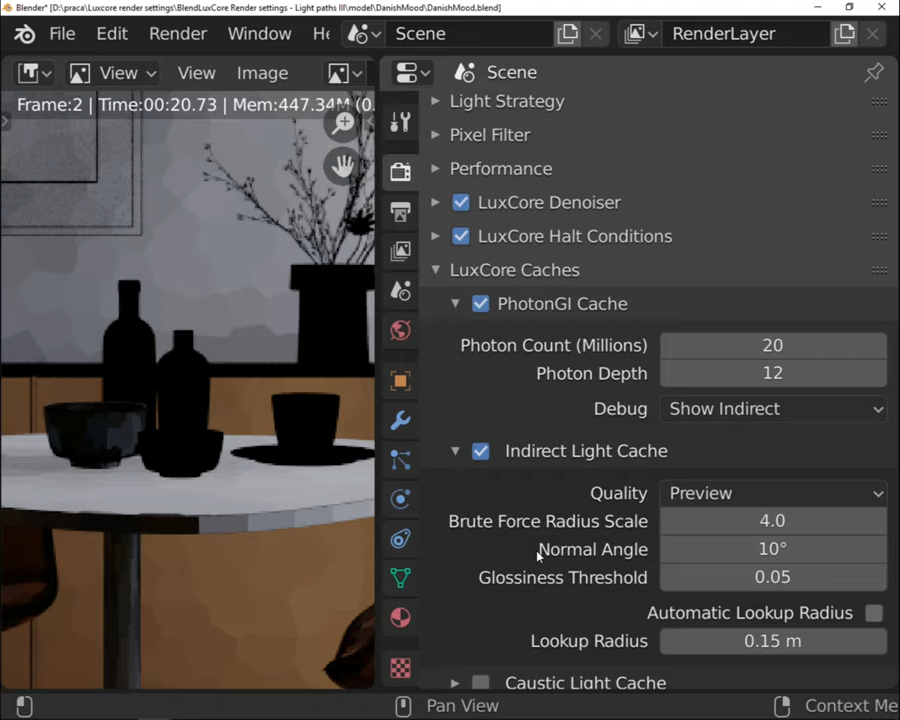 Blender* [D:\praca\Luxcore render settings\BlendLuxCore Render settings - Light paths III\model\DanishMood\DanishMood.blend]
File Edit Render Window He Scene RenderLayer
View View Image Scene
Frame:2 | Time:00:20.73 | Mem:447.34M (0.
Light Strategy
Pixel Filter
Performance
LuxCore Denoiser
LuxCore Halt Conditions
LuxCore Caches
PhotonGI Cache
Photon Count (Millions) 20
Photon Depth 12
Debug Show Indirect
Indirect Light Cache
Quality Preview
Brute Force Radius Scale 4.0
Normal Angle 10°
Glossiness Threshold 0.05
Automatic Lookup Radius
Lookup Radius 0.15 m
Caustic Light Cache
Pan View Context Me